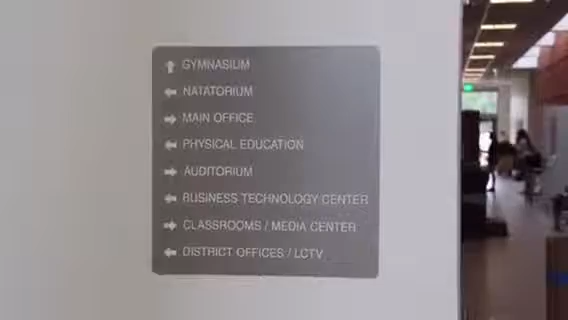 GYMNASIUM
NATATORIUM
MAIN OFFICE
PHYSICAL EDUCATION
AUDITORIUM
BUSINESS TECHNOLOGY CENTER
CLASSROOMS / MEDIA CENTER
DISTRICT OFFICES / LCTV